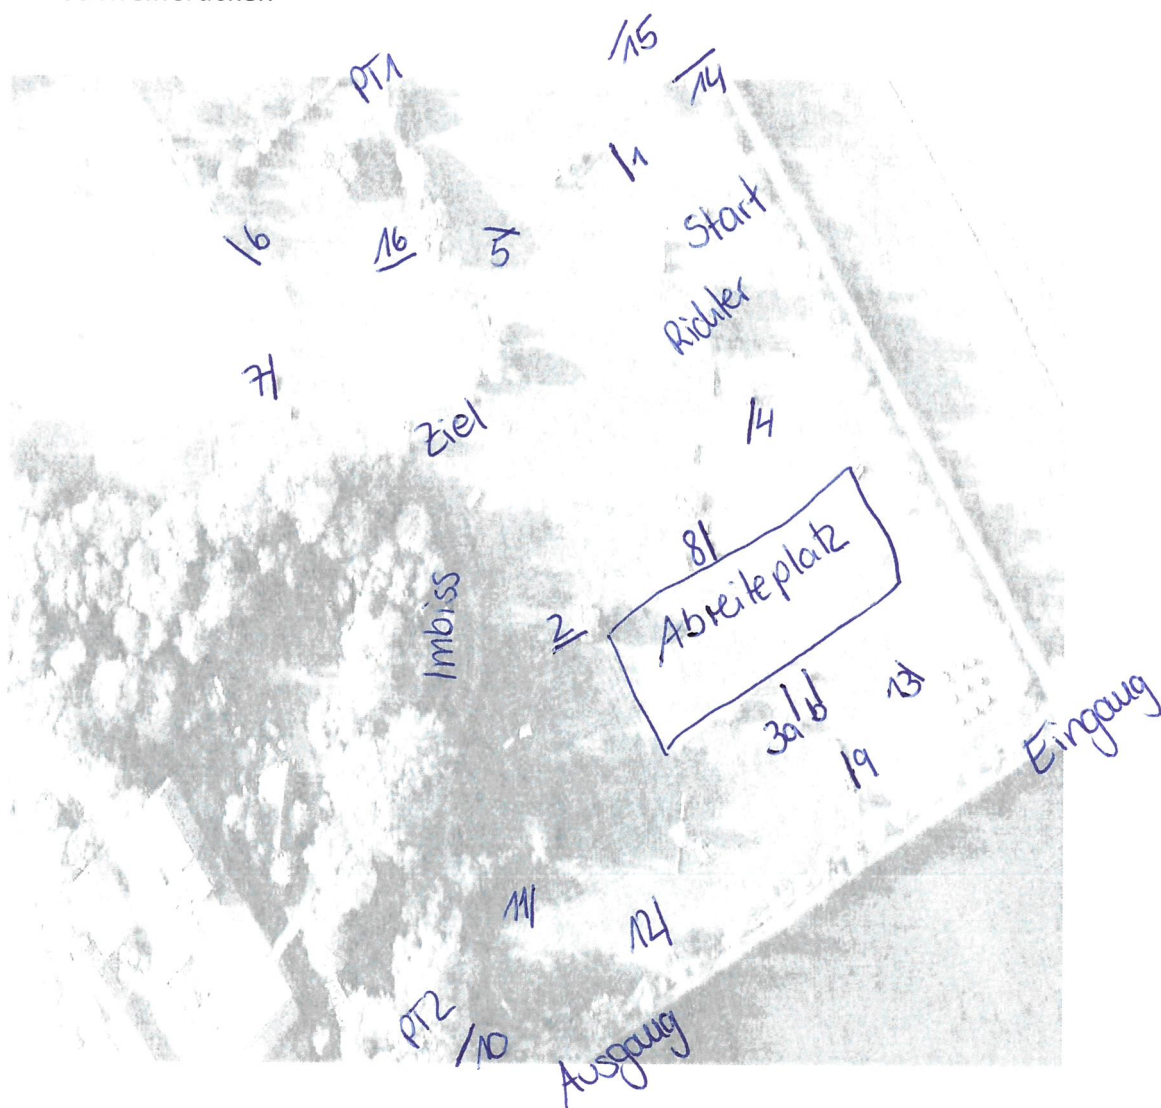 /15
PT1
14
/1
\6
16
5
Start
Richter
7/
Ziel
/4
8/
Abreiteplatz
Imbiss
2
3a/b/
13\
/9
Eingang
11/
12/
PT2
/10
Ausgang